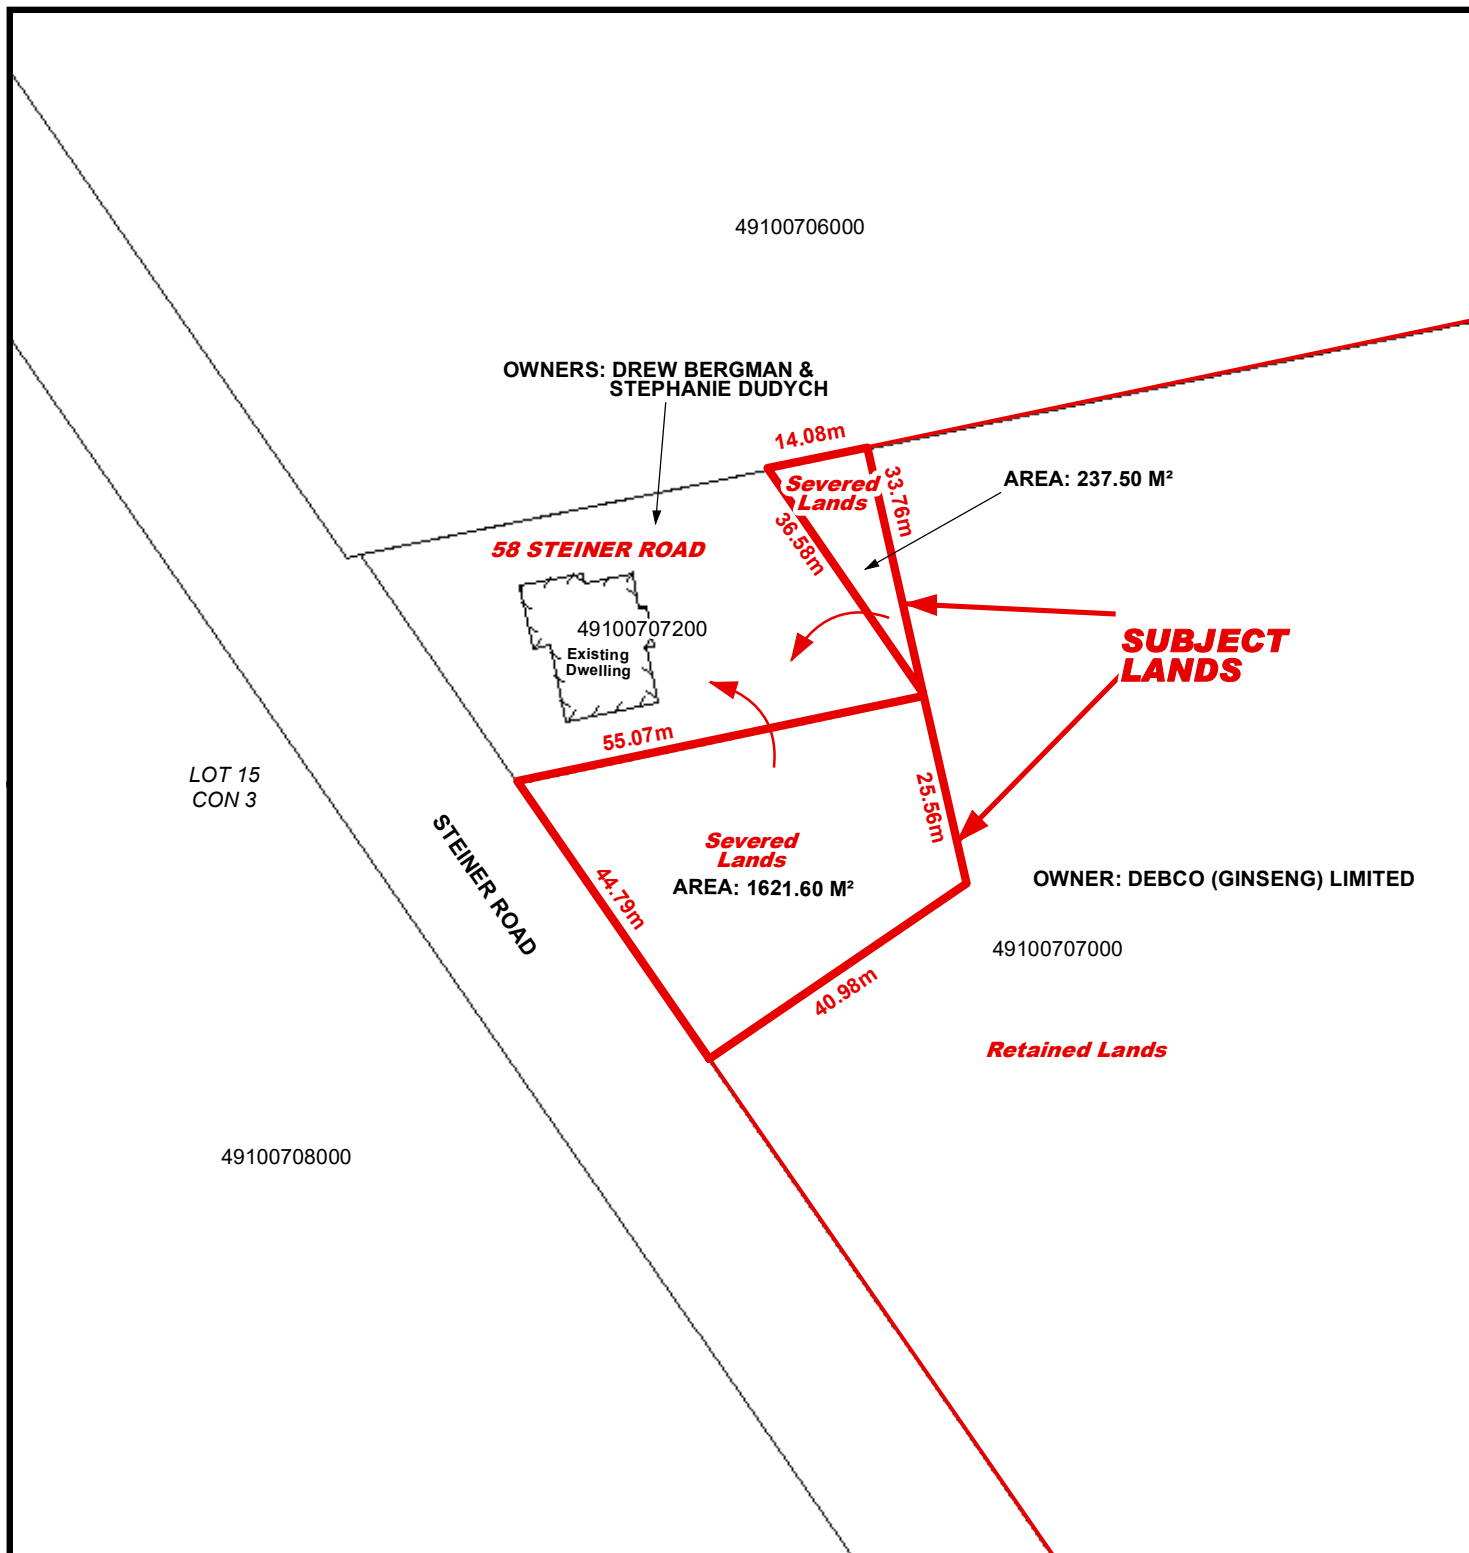 49100706000
OWNERS: DREW BERGMAN &
STEPHANIE DUDYCH
14.08m
Severed
Lands
33.76m
AREA: 237.50 M²
36.58m
58 STEINER ROAD
49100707200
Existing
Dwelling
SUBJECT
LANDS
55.07m
LOT 15
CON 3
STEINER ROAD
25.56m
Severed
Lands
AREA: 1621.60 M²
44.79m
OWNER: DEBCO (GINSENG) LIMITED
49100707000
40.98m
Retained Lands
49100708000